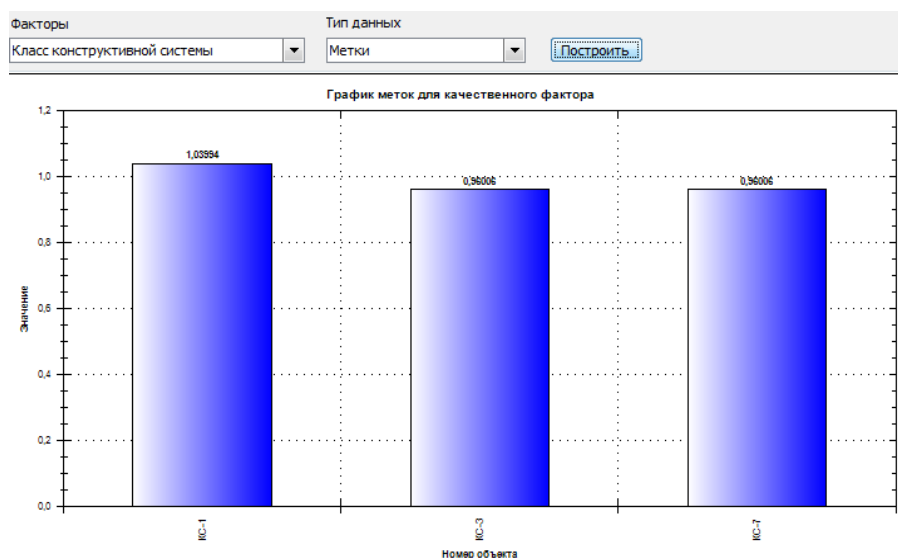 Факторы Тип данных
Класс конструктивной системы Метки Построить
График меток для качественного фактора
1,2
1,03994
1,0
0,96006 0,96006
0,8
0,6
Значение
0,4
0,2
0,0
КС-1 КС-3 КС-7
Номер объекта